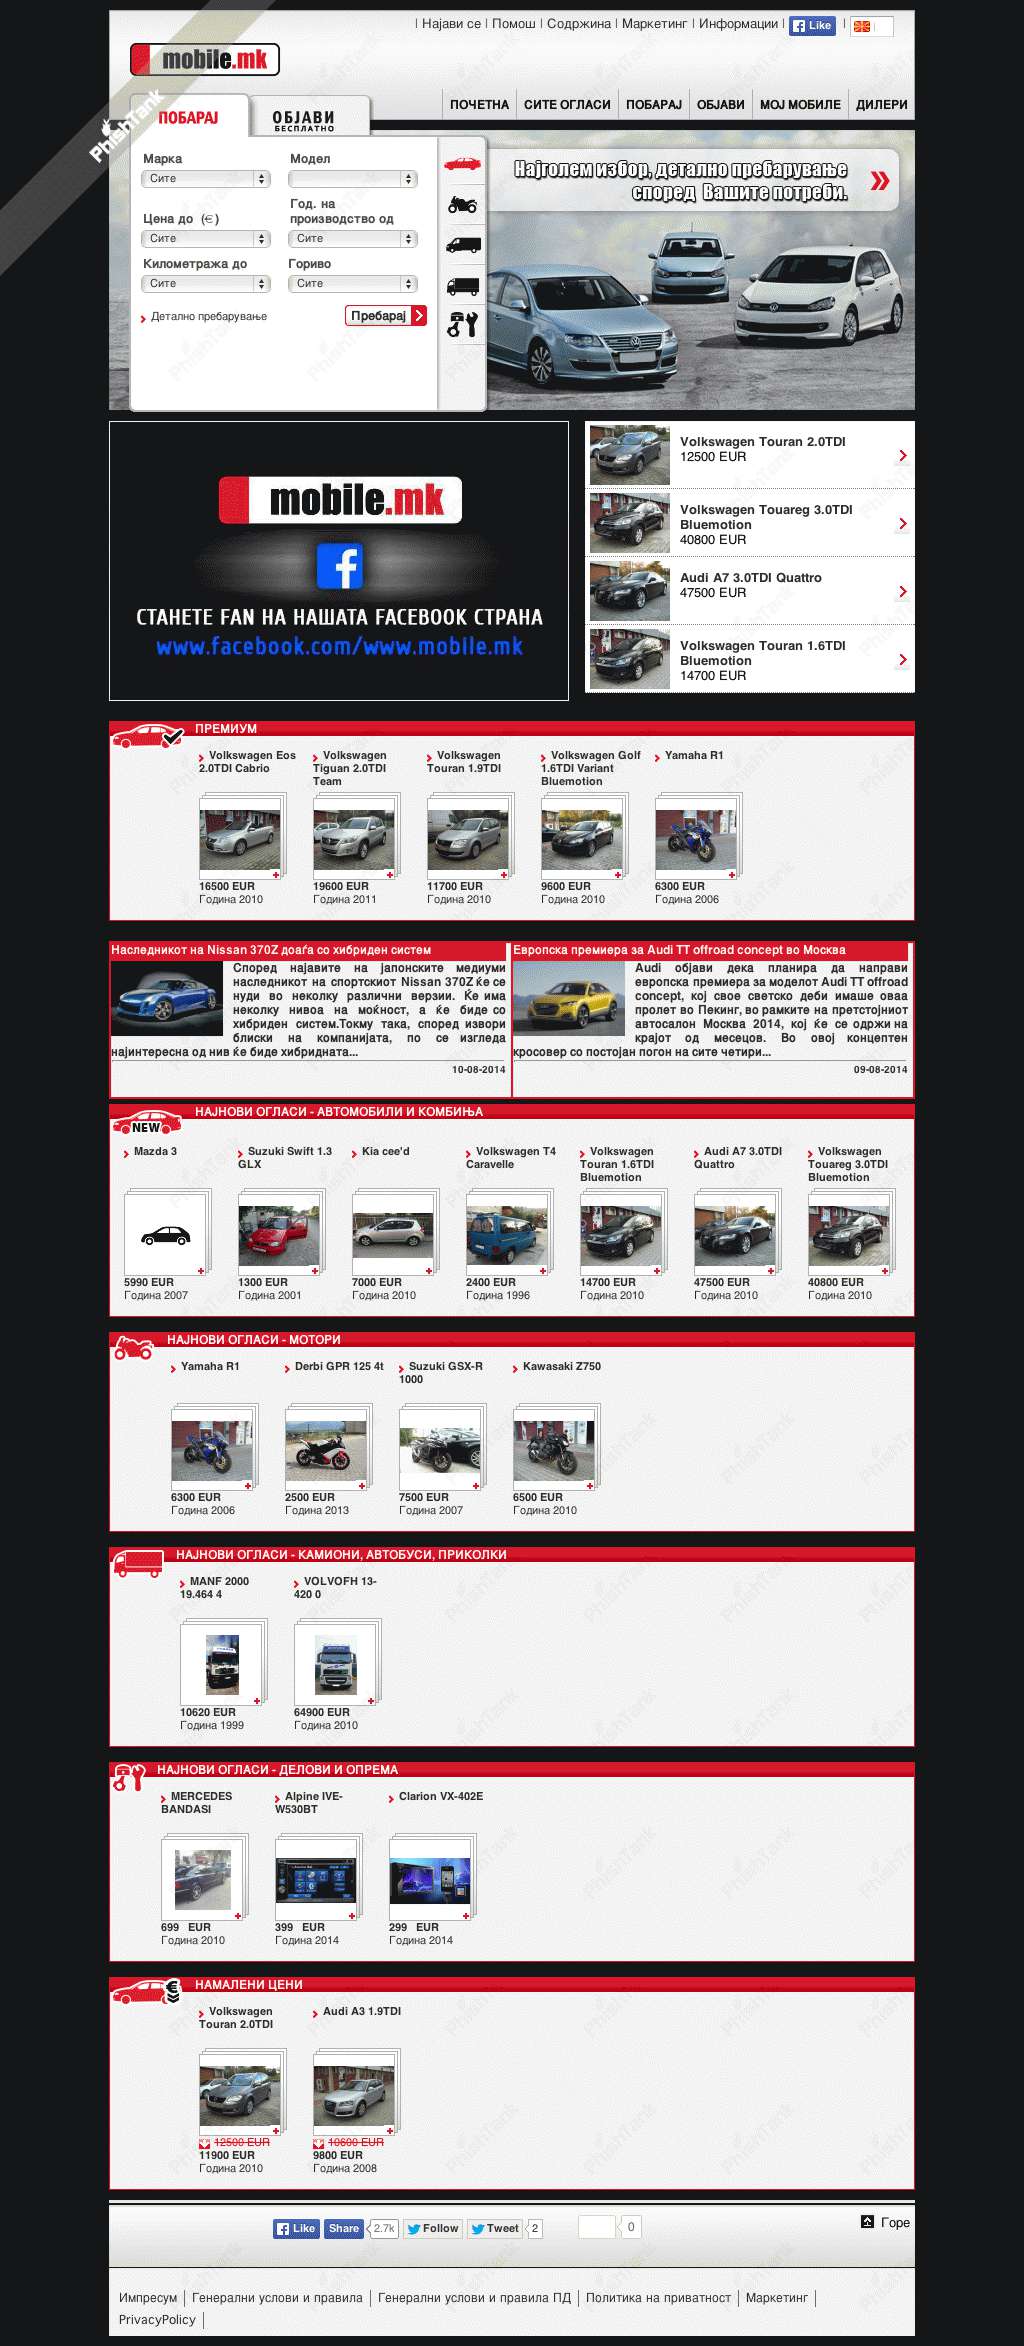 | Најави се | Помош | Содржина | Маркетинг | Информации | Like |
mobile.mk
ПОЧЕТНА | СИТЕ ОГЛАСИ | ПОБАРАЈ | ОБЈАВИ | МОЈ МОБИЛЕ | ДИЛЕРИ
PhishTank
ПОБАРАЈ
ОБЈАВИ
БЕСПЛАТНО
Марка Модел
Сите
Цена до (€) Год. на производство од
Сите Сите
Километража до Гориво
Сите Сите
Детално пребарување Пребарај
Најголем избор, детално пребарување
според Вашите потреби.
mobile.mk
СТАНЕТЕ FAN НА НАШАТА FACEBOOK СТРАНА
www.facebook.com/www.mobile.mk
Volkswagen Touran 2.0TDI
12500 EUR
Volkswagen Touareg 3.0TDI
Bluemotion
40800 EUR
Audi A7 3.0TDI Quattro
47500 EUR
Volkswagen Touran 1.6TDI
Bluemotion
14700 EUR
ПРЕМИУМ
Volkswagen Eos 2.0TDI Cabrio
16500 EUR
Година 2010
Volkswagen Tiguan 2.0TDI Team
19600 EUR
Година 2011
Volkswagen Touran 1.9TDI
11700 EUR
Година 2010
Volkswagen Golf 1.6TDI Variant Bluemotion
9600 EUR
Година 2010
Yamaha R1
6300 EUR
Година 2006
Наследникот на Nissan 370Z доаѓа со хибриден систем
Според најавите на јапонските медиуми
наследникот на спортскиот Nissan 370Z ќе се
нуди во неколку различни верзии. Ќе има
неколку нивоа на моќност, а ќе биде со
хибриден систем.Токму така, според извори
блиски на компанијата, по се изгледа
најинтересна од нив ќе биде хибридната...
10-08-2014
Европска премиера за Audi TT offroad concept во Москва
Audi објави дека планира да направи
европска премиера за моделот Audi TT offroad
concept, кој свое светско деби имаше оваа
пролет во Пекинг, во рамките на претстојниот
автосалон Москва 2014, кој ќе се одржи на
крајот од месецов. Во овој концептен
кросовер со постојан погон на сите четири...
09-08-2014
NEW
НАЈНОВИ ОГЛАСИ - АВТОМОБИЛИ И КОМБИЊА
Mazda 3
5990 EUR
Година 2007
Suzuki Swift 1.3 GLX
1300 EUR
Година 2001
Kia cee'd
7000 EUR
Година 2010
Volkswagen T4 Caravelle
2400 EUR
Година 1996
Volkswagen Touran 1.6TDI Bluemotion
14700 EUR
Година 2010
Audi A7 3.0TDI Quattro
47500 EUR
Година 2010
Volkswagen Touareg 3.0TDI Bluemotion
40800 EUR
Година 2010
НАЈНОВИ ОГЛАСИ - МОТОРИ
Yamaha R1
6300 EUR
Година 2006
Derbi GPR 125 4t
2500 EUR
Година 2013
Suzuki GSX-R 1000
7500 EUR
Година 2007
Kawasaki Z750
6500 EUR
Година 2010
НАЈНОВИ ОГЛАСИ - КАМИОНИ, АВТОБУСИ, ПРИКОЛКИ
MANF 2000 19.464 4
10620 EUR
Година 1999
VOLVOFH 13-420 0
64900 EUR
Година 2010
НАЈНОВИ ОГЛАСИ - ДЕЛОВИ И ОПРЕМА
MERCEDES BANDASI
699 EUR
Година 2010
Alpine IVE-W530BT
399 EUR
Година 2014
Clarion VX-402E
299 EUR
Година 2014
НАМАЛЕНИ ЦЕНИ
Volkswagen Touran 2.0TDI
12500 EUR
11900 EUR
Година 2010
Audi A3 1.9TDI
10600 EUR
9800 EUR
Година 2008
Like Share 2.7k Follow Tweet 2 0
Горе
Импресум | Генерални услови и правила | Генерални услови и правила ПД | Политика на приватност | Маркетинг |
PrivacyPolicy |